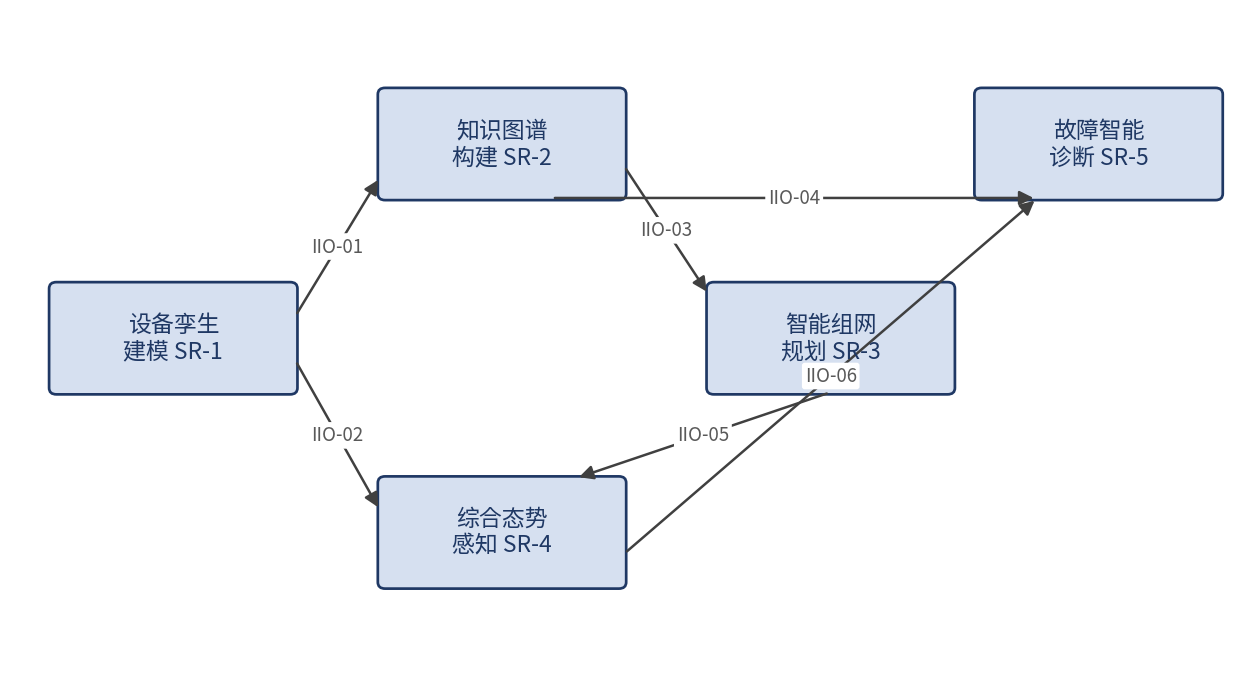 知识图谱
构建 SR-2
故障智能
诊断 SR-5
IIO-04
IIO-03
IIO-01
设备孪生
建模 SR-1
智能组网
规划 SR-3
IIO-06
IIO-02
IIO-05
综合态势
感知 SR-4